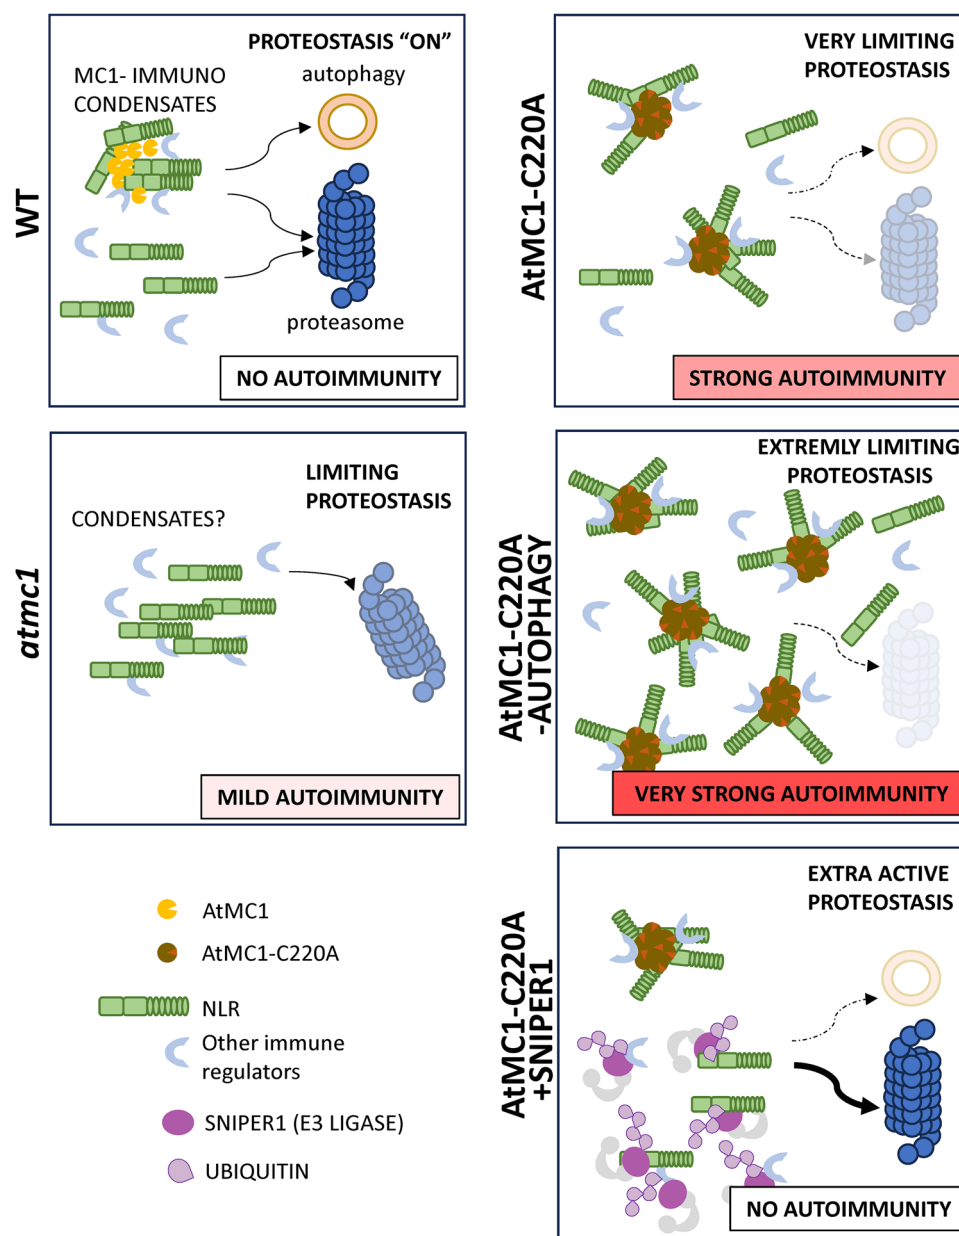 WT
PROTEOSTASIS “ON”
MC1- IMMUNO
CONDENSATES
autophagy
proteasome
NO AUTOIMMUNITY
AtMC1-C220A
VERY LIMITING
PROTEOSTASIS
STRONG AUTOIMMUNITY
atmc1
LIMITING
PROTEOSTASIS
CONDENSATES?
MILD AUTOIMMUNITY
AtMC1-C220A
-AUTOPHAGY
EXTREMLY LIMITING
PROTEOSTASIS
VERY STRONG AUTOIMMUNITY
AtMC1
AtMC1-C220A
NLR
Other immune
regulators
SNIPER1 (E3 LIGASE)
UBIQUITIN
AtMC1-C220A
+SNIPER1
EXTRA ACTIVE
PROTEOSTASIS
NO AUTOIMMUNITY